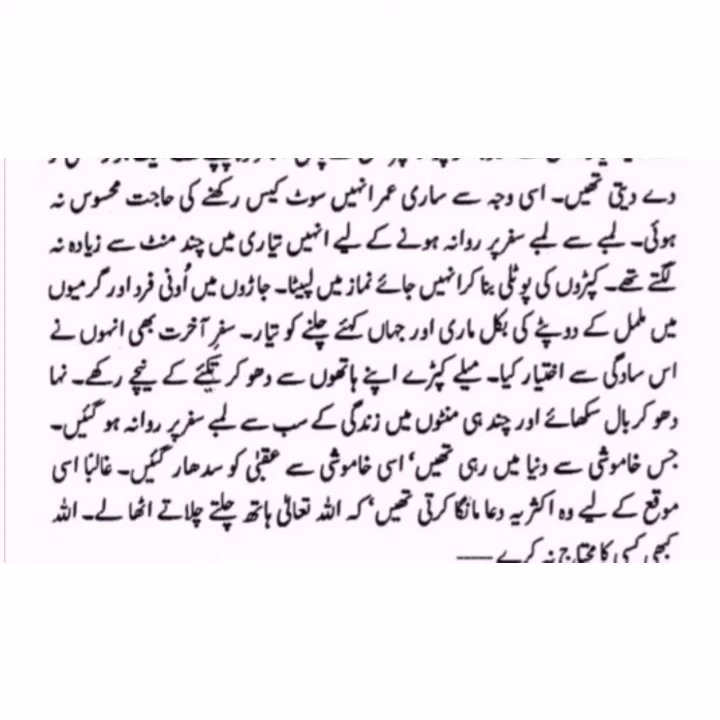 دے دیتی تھیں۔ اسی وجہ سے ساری عمر انہیں سوٹ کیس رکھنے کی حاجت محسوس نہ
ہوئی۔ لمبے سے لمبے سفر پر روانہ ہونے کے لیے انہیں تیاری میں چند منٹ سے زیادہ نہ
لگتے تھے۔ کپڑوں کی پوٹلی بنا کر انہیں جائے نماز میں لپیٹا۔ جاڑوں میں اُونی فرد اور گرمیوں
میں ململ کے دوپٹے کی بکل ماری اور جہاں کہئے چلنے کو تیار۔ سفرِ آخرت بھی انہوں نے
اس سادگی سے اختیار کیا۔ میلے کپڑے اپنے ہاتھوں سے دھو کر تکئے کے نیچے رکھے۔ نہا
دھو کر بال سکھائے اور چند ہی منٹوں میں زندگی کے سب سے لمبے سفر پر روانہ ہو گئیں۔
جس خاموشی سے دنیا میں رہی تھیں‘ اسی خاموشی سے عقبیٰ کو سدھار گئیں۔ غالبًا اسی
موقع کے لیے وہ اکثر یہ دعا مانگا کرتی تھیں‘ کہ اللہ تعالیٰ ہاتھ چلتے چلاتے اٹھا لے۔ اللہ
کبھی کسی کا محتاج نہ کرے ——